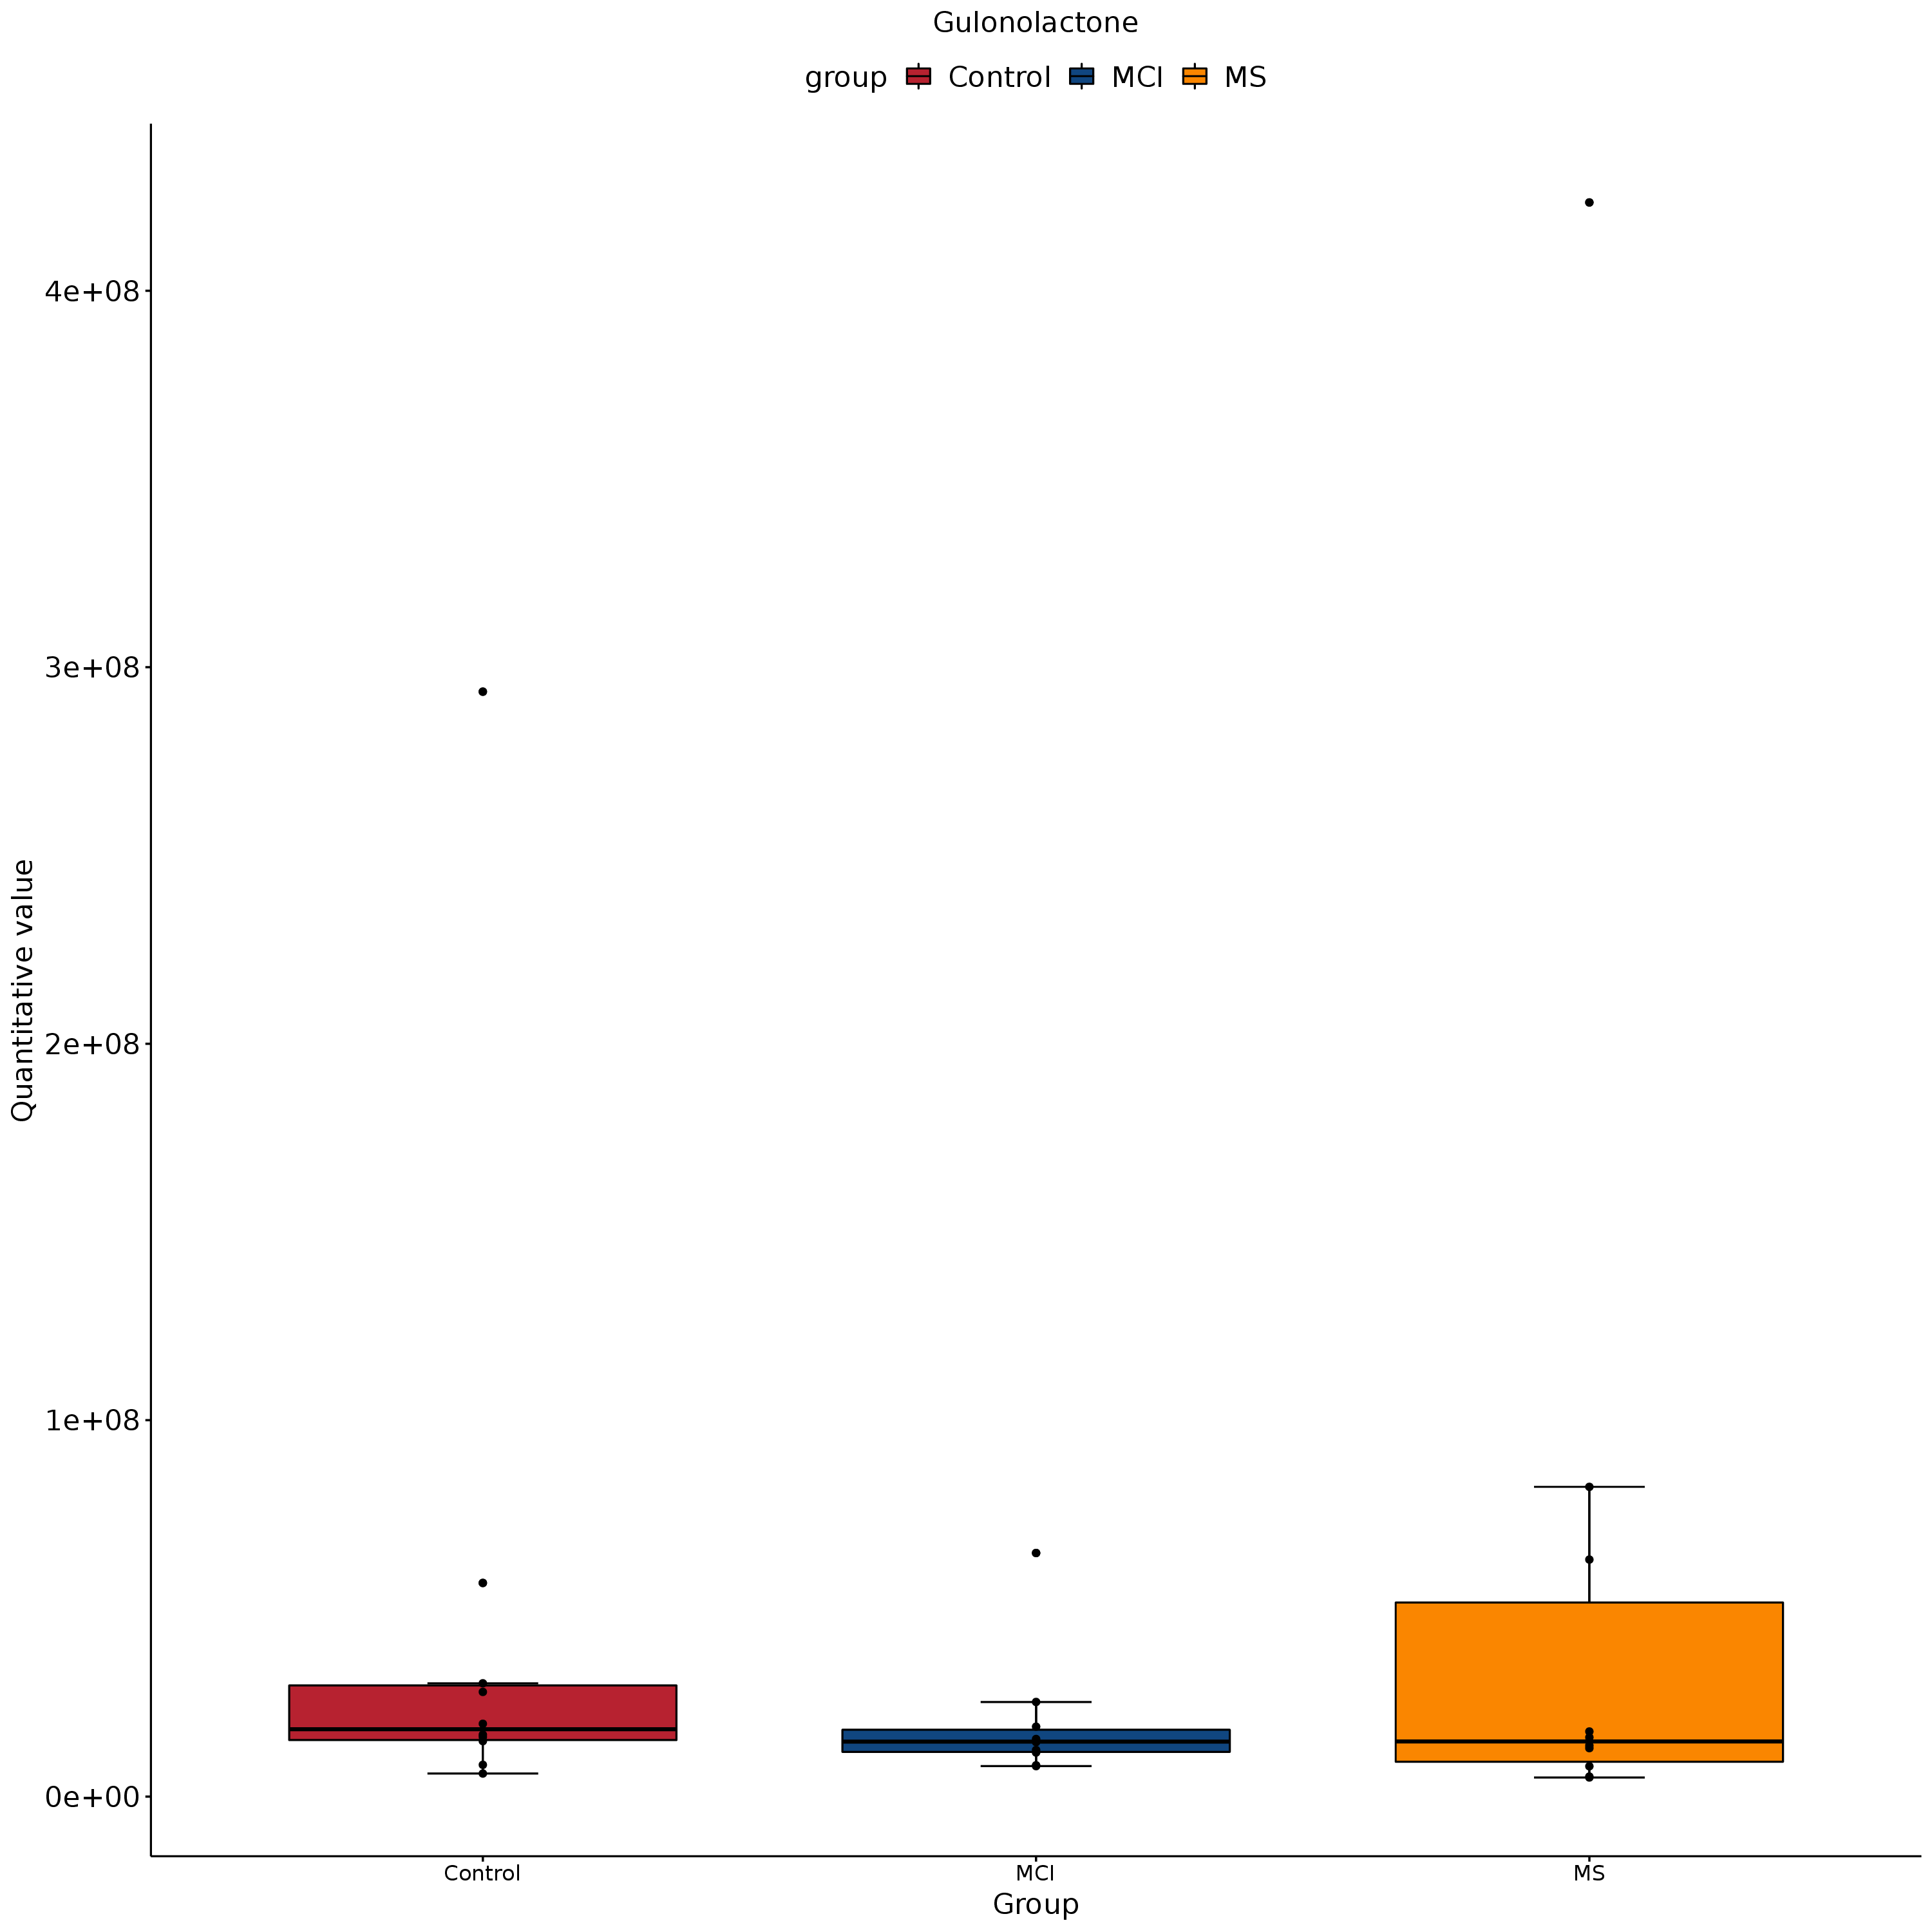 Gulonolactone
group Control MCI MS
Quantitative value
4e+08
3e+08
2e+08
1e+08
0e+00
Control MCI MS
Group